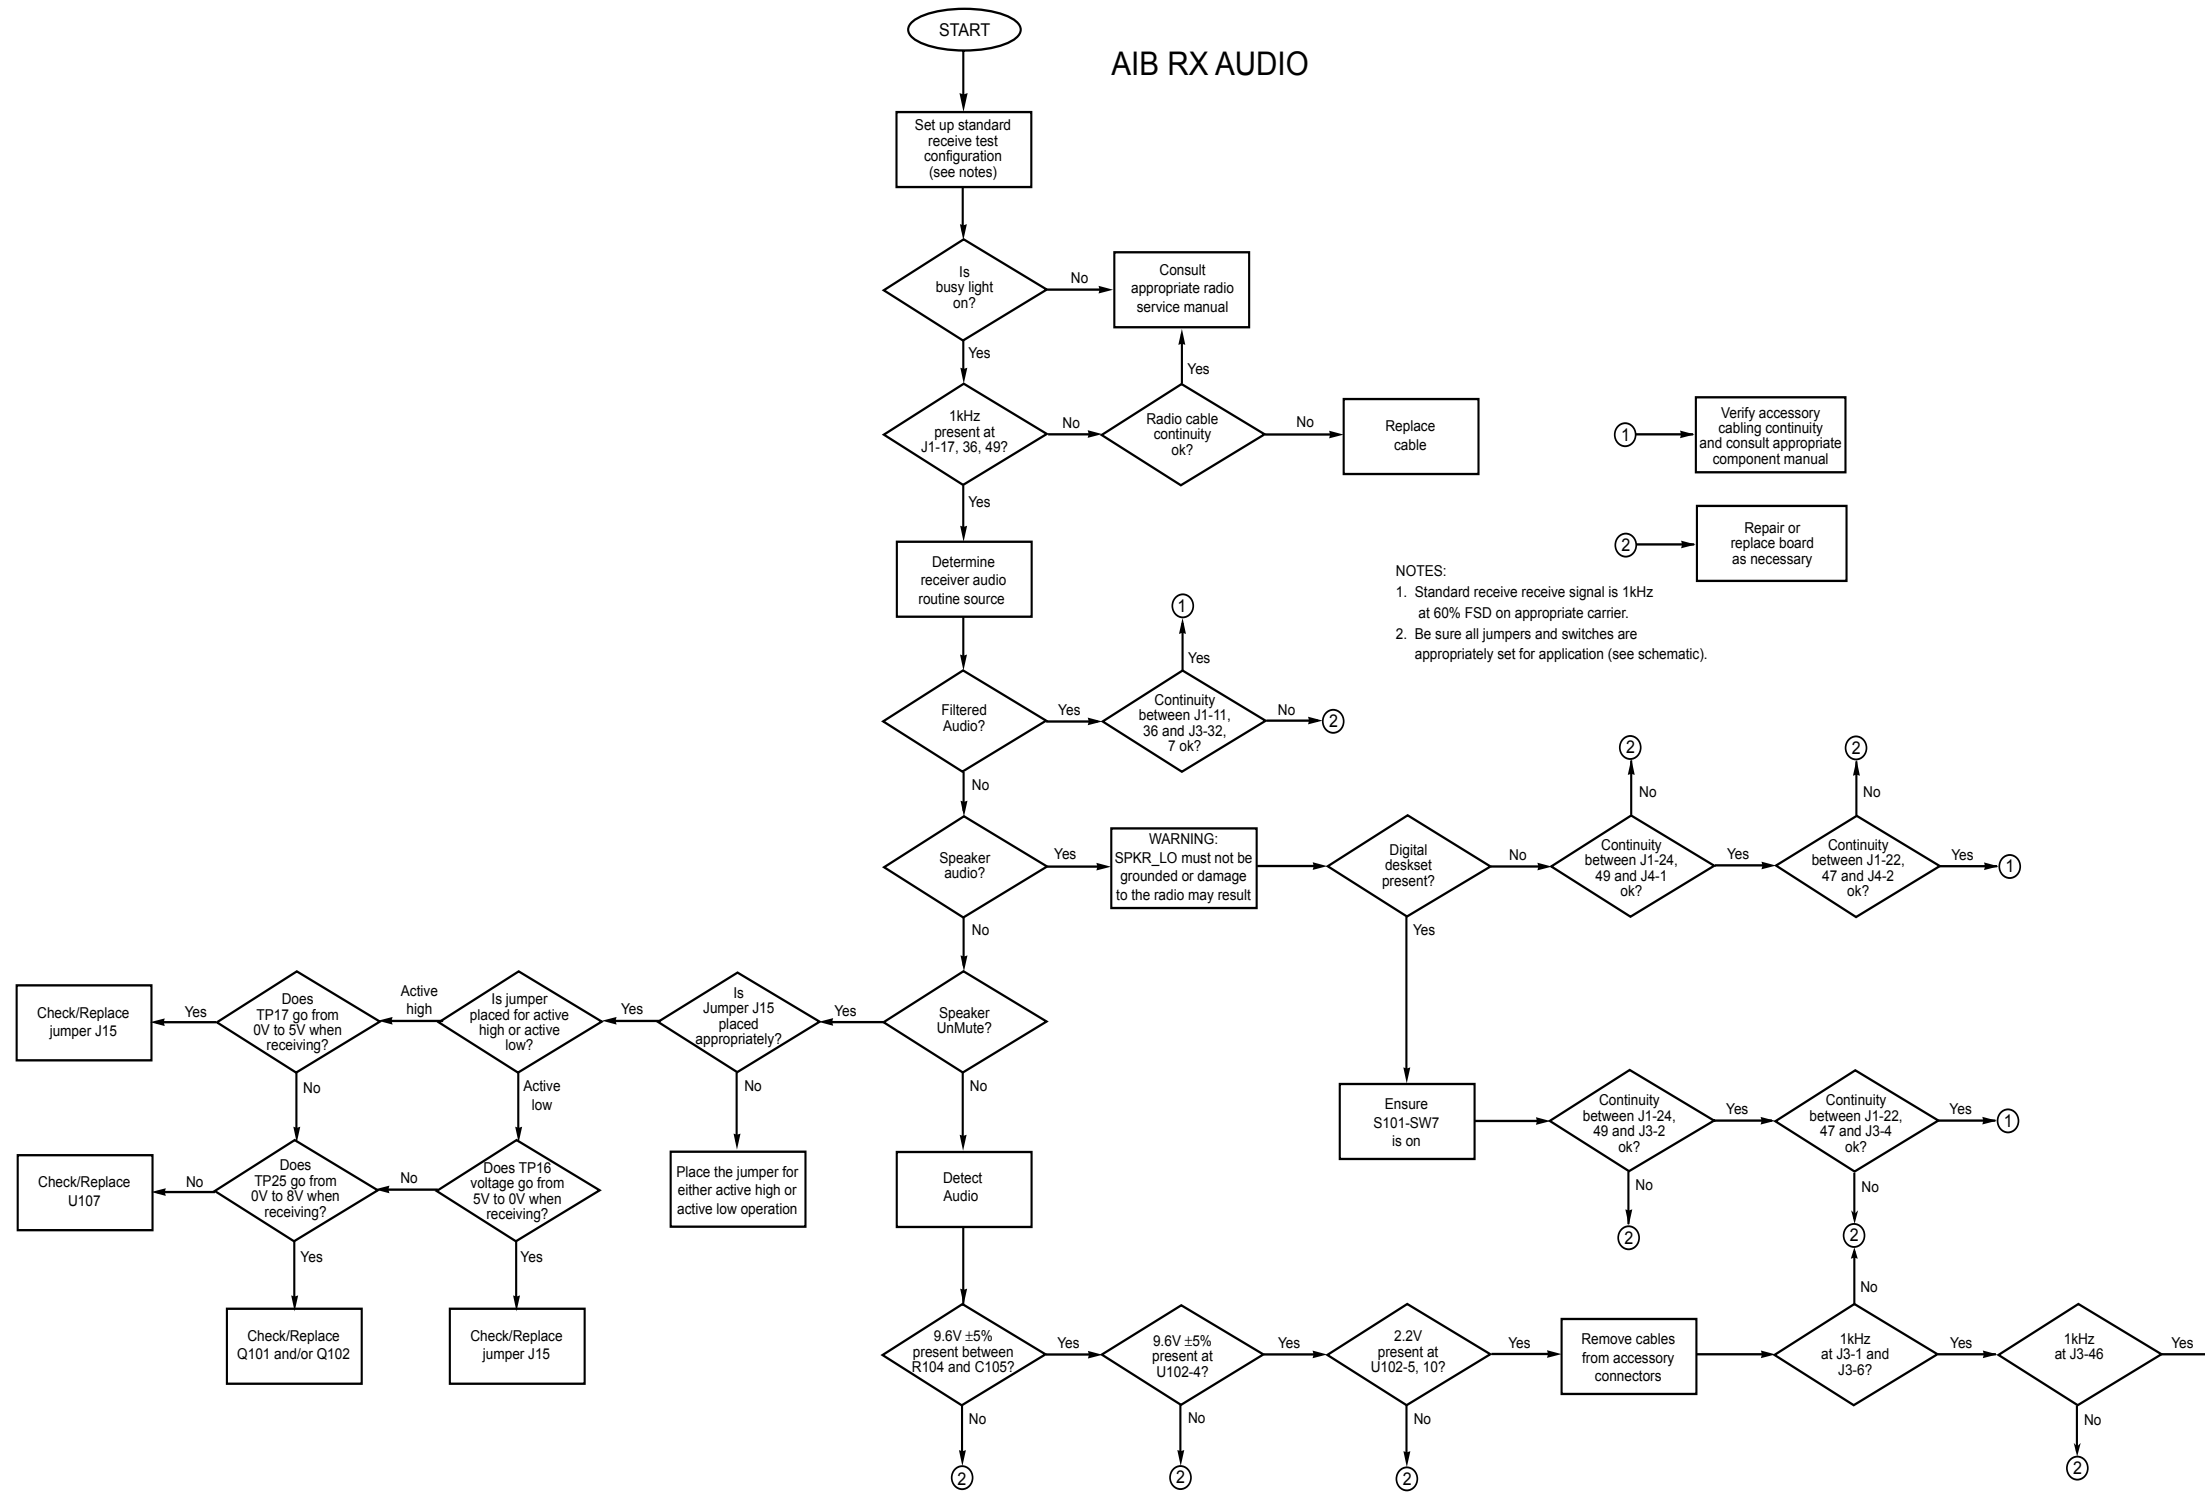 START
AIB RX AUDIO
Set up standard
receive test
configuration
(see notes)
Is
busy light
on?
No
Consult
appropriate radio
service manual
Yes
Yes
1kHz
present at
J1-17, 36, 49?
No
Radio cable
continuity
ok?
No
Replace
cable
1
Verify accessory
cabling continuity
and consult appropriate
component manual
Yes
2
Repair or
replace board
as necessary
Determine
receiver audio
routine source
NOTES:
1. Standard receive receive signal is 1kHz
at 60% FSD on appropriate carrier.
2. Be sure all jumpers and switches are
appropriately set for application (see schematic).
1
Yes
Filtered
Audio?
Yes
Continuity
between J1-11,
36 and J3-32,
7 ok?
No
2
No
2
No
2
No
Speaker
audio?
Yes
WARNING:
SPKR_LO must not be
grounded or damage
to the radio may result
Digital
deskset
present?
No
Continuity
between J1-24,
49 and J4-1
ok?
Yes
Continuity
between J1-22,
47 and J4-2
ok?
Yes
1
No
Yes
Check/Replace
jumper J15
Yes
Does
TP17 go from
0V to 5V when
receiving?
Active
high
Is jumper
placed for active
high or active
low?
Yes
Is
Jumper J15
placed
appropriately?
Yes
Speaker
UnMute?
No
Active
low
No
No
Ensure
S101-SW7
is on
Continuity
between J1-24,
49 and J3-2
ok?
Yes
Continuity
between J1-22,
47 and J3-4
ok?
Yes
1
No
2
No
2
Check/Replace
U107
No
Does
TP25 go from
0V to 8V when
receiving?
No
Does TP16
voltage go from
5V to 0V when
receiving?
Place the jumper for
either active high or
active low operation
Detect
Audio
Yes
Yes
Check/Replace
Q101 and/or Q102
Check/Replace
jumper J15
No
9.6V ±5%
present between
R104 and C105?
Yes
9.6V ±5%
present at
U102-4?
Yes
2.2V
present at
U102-5, 10?
Yes
Remove cables
from accessory
connectors
1kHz
at J3-1 and
J3-6?
Yes
1kHz
at J3-46
Yes
No
2
No
2
No
2
No
2